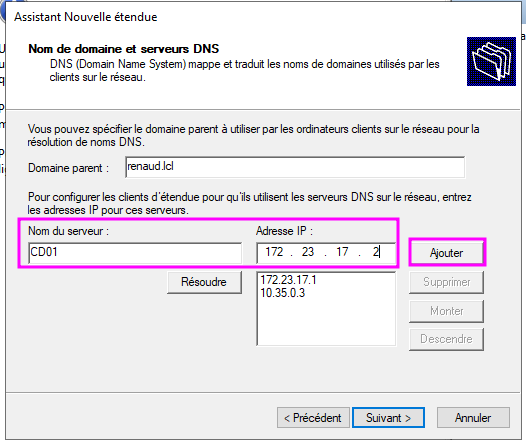 Assistant Nouvelle étendue
Nom de domaine et serveurs DNS
DNS (Domain Name System) mappe et traduit les noms de domaines utilisés par les
clients sur le réseau.
Vous pouvez spécifier le domaine parent à utiliser par les ordinateurs clients sur le réseau pour la
résolution de noms DNS.
Domaine parent : renaud.lcl
Pour configurer les clients d'étendue pour qu'ils utilisent les serveurs DNS sur le réseau, entrez
les adresses IP pour ces serveurs.
Nom du serveur : Adresse IP :
CD01 172 . 23 . 17 . 2 Ajouter
Résoudre 172.23.17.1 Supprimer
10.35.0.3
Monter
Descendre
< Précédent Suivant > Annuler